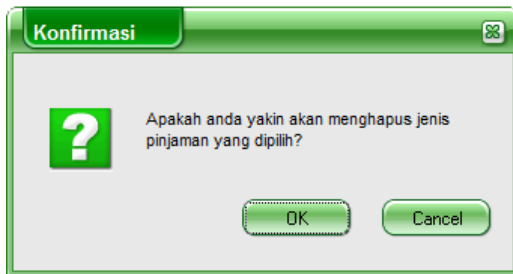 Konfirmasi
Apakah anda yakin akan menghapus jenis
pinjaman yang dipilih?
OK
Cancel